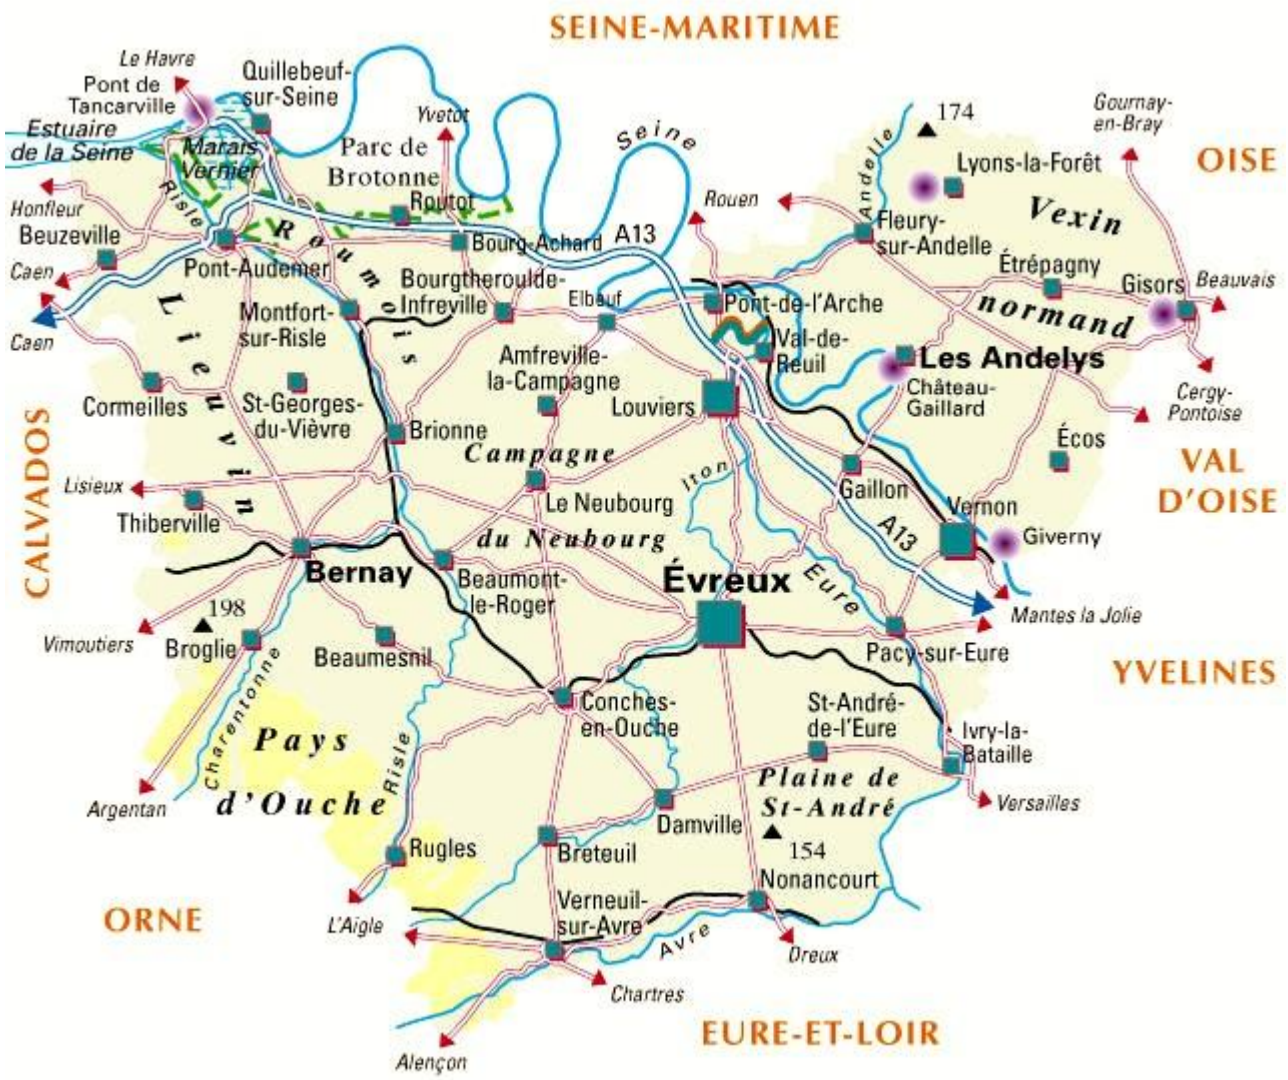 SEINE-MARITIME
Le Havre
Pont de
Tancarville
Quillebeuf-
sur-Seine
Estuaire
de la Seine
Marais
Vernier
Parc de
Brotonne
Yvetot
Seine
Andelle
174
Gournay-
en-Bray
OISE
Lyons-la-Forêt
Vexin
normand
Honfleur
Risle
Routot
Roumois
Rouen
Fleury-
sur-Andelle
Beuzeville
Caen
Pont-Audemer
Bourg-Achard
A13
Étrépagny
Gisors
Beauvais
Bourgtheroulde-
Infreville
Elbeuf
Pont-de-l'Arche
Caen
Lieuvin
Montfort-
sur-Risle
Val-de-
Reuil
Les Andelys
Château-
Gaillard
Cergy-
Pontoise
Amfreville-
la-Campagne
Louviers
Cormeilles
St-Georges-
du-Vièvre
Brionne
Écos
CALVADOS
Campagne
du Neubourg
VAL
D'OISE
Lisieux
Thiberville
Le Neubourg
Iton
Gaillon
Vernon
A13
Giverny
Bernay
Beaumont-
le-Roger
Évreux
Eure
Mantes la Jolie
198
Vimoutiers
Broglie
Beaumesnil
Pacy-sur-Eure
YVELINES
Charentonne
Conches-
en-Ouche
St-André-
de-l'Eure
Ivry-la-
Bataille
Pays
d'Ouche
Risle
Plaine de
St-André
Argentan
Versailles
Damville
154
Rugles
Breteuil
Nonancourt
ORNE
L'Aigle
Verneuil-
sur-Avre
Avre
Dreux
Chartres
EURE-ET-LOIR
Alençon